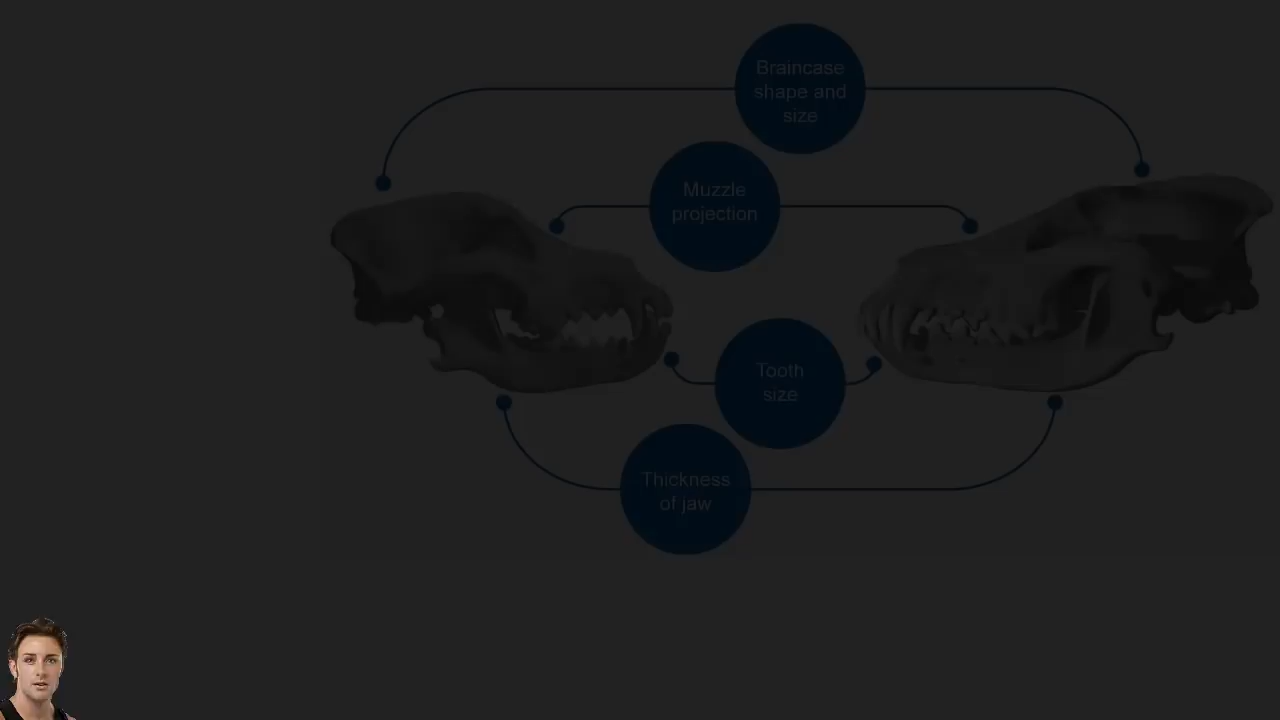 Braincase
shape and
size
Muzzle
projection
Tooth
size
Thickness
of jaw